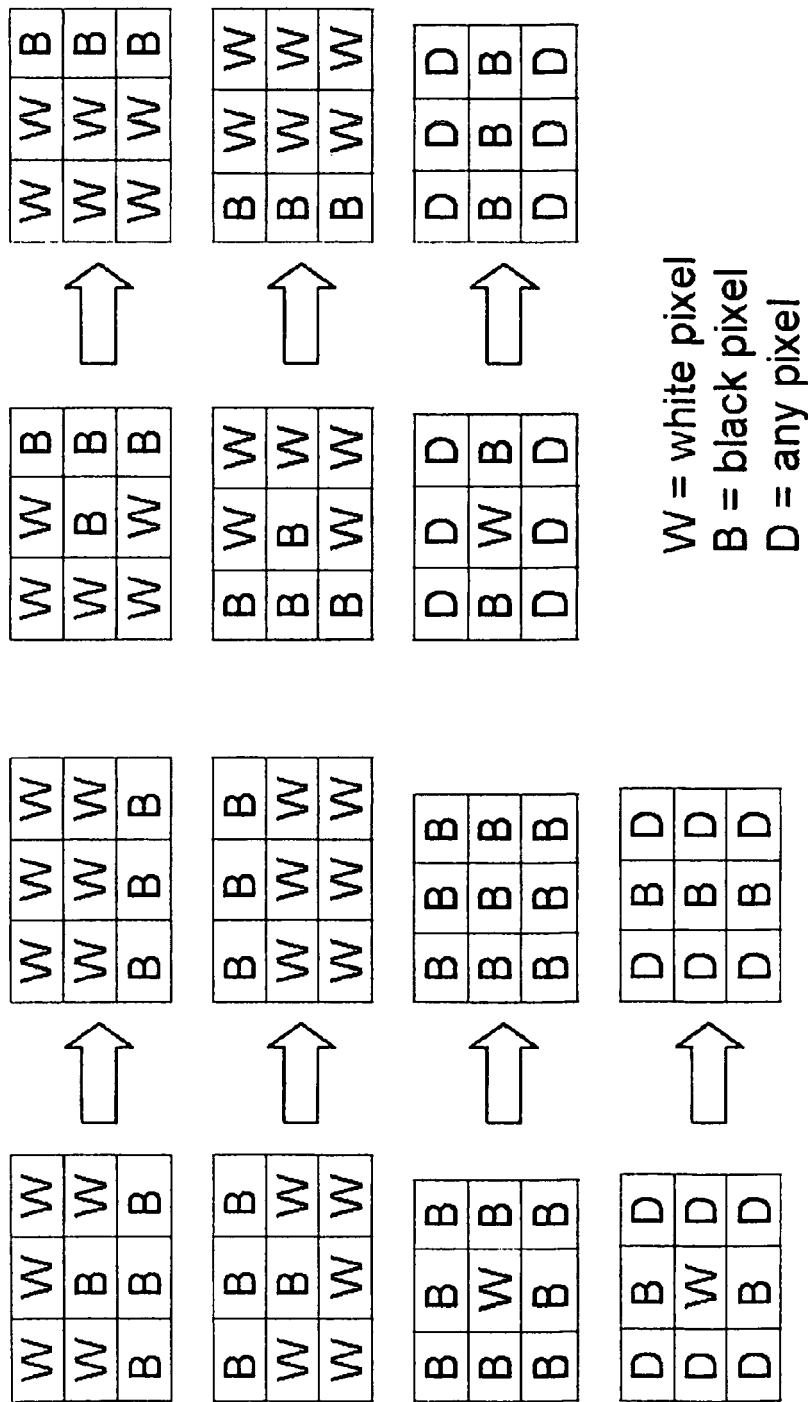 W W W W W W W W B W W B
W B W W W W W B B W W B
B B B B B B W W B W W B
B B B B B B B W W B W W
W B W W W W B B W B W W
W W W W W W B W W B W W
B B B B B B D D D D D D
B W B B B B B W B B B B
B B B B B B D D D D D D
D B D D B D
D W D D B D
D B D D B D
W = white pixel
B = black pixel
D = any pixel